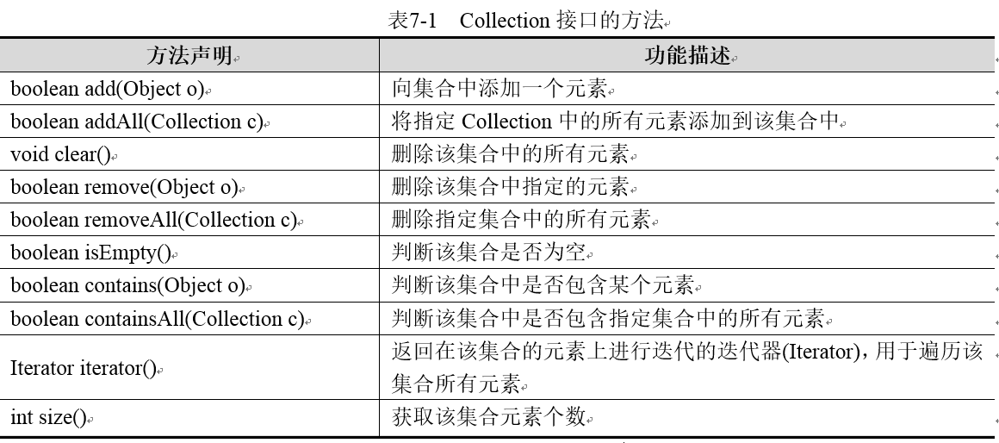 表7-1 Collection 接口的方法
方法声明 功能描述
boolean add(Object o) 向集合中添加一个元素
boolean addAll(Collection c) 将指定 Collection 中的所有元素添加到该集合中
void clear() 删除该集合中的所有元素
boolean remove(Object o) 删除该集合中指定的元素
boolean removeAll(Collection c) 删除指定集合中的所有元素
boolean isEmpty() 判断该集合是否为空
boolean contains(Object o) 判断该集合中是否包含某个元素
boolean containsAll(Collection c) 判断该集合中是否包含指定集合中的所有元素
Iterator iterator() 返回在该集合的元素上进行迭代的迭代器(Iterator)，用于遍历该
集合所有元素
int size() 获取该集合元素个数